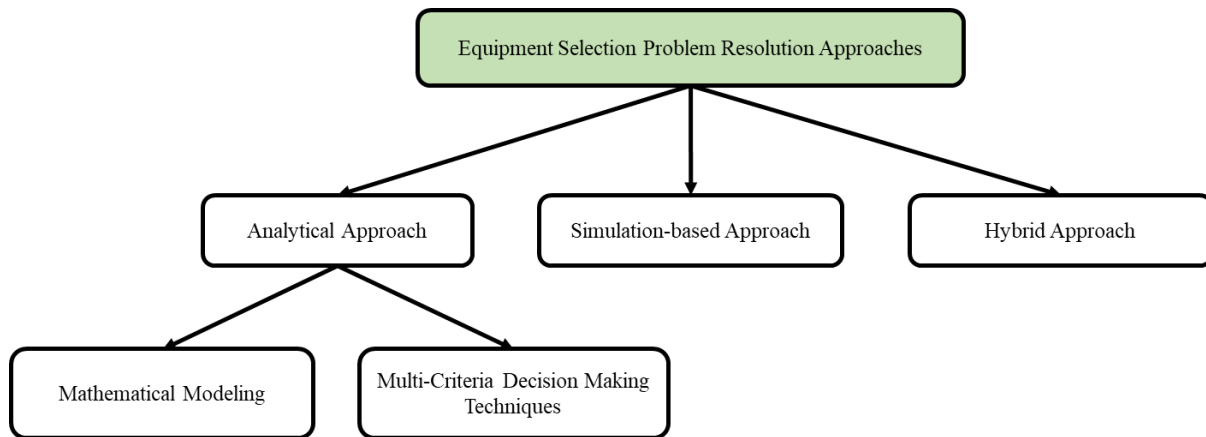 Equipment Selection Problem Resolution Approaches
Analytical Approach
Simulation-based Approach
Hybrid Approach
Mathematical Modeling
Multi-Criteria Decision Making
Techniques